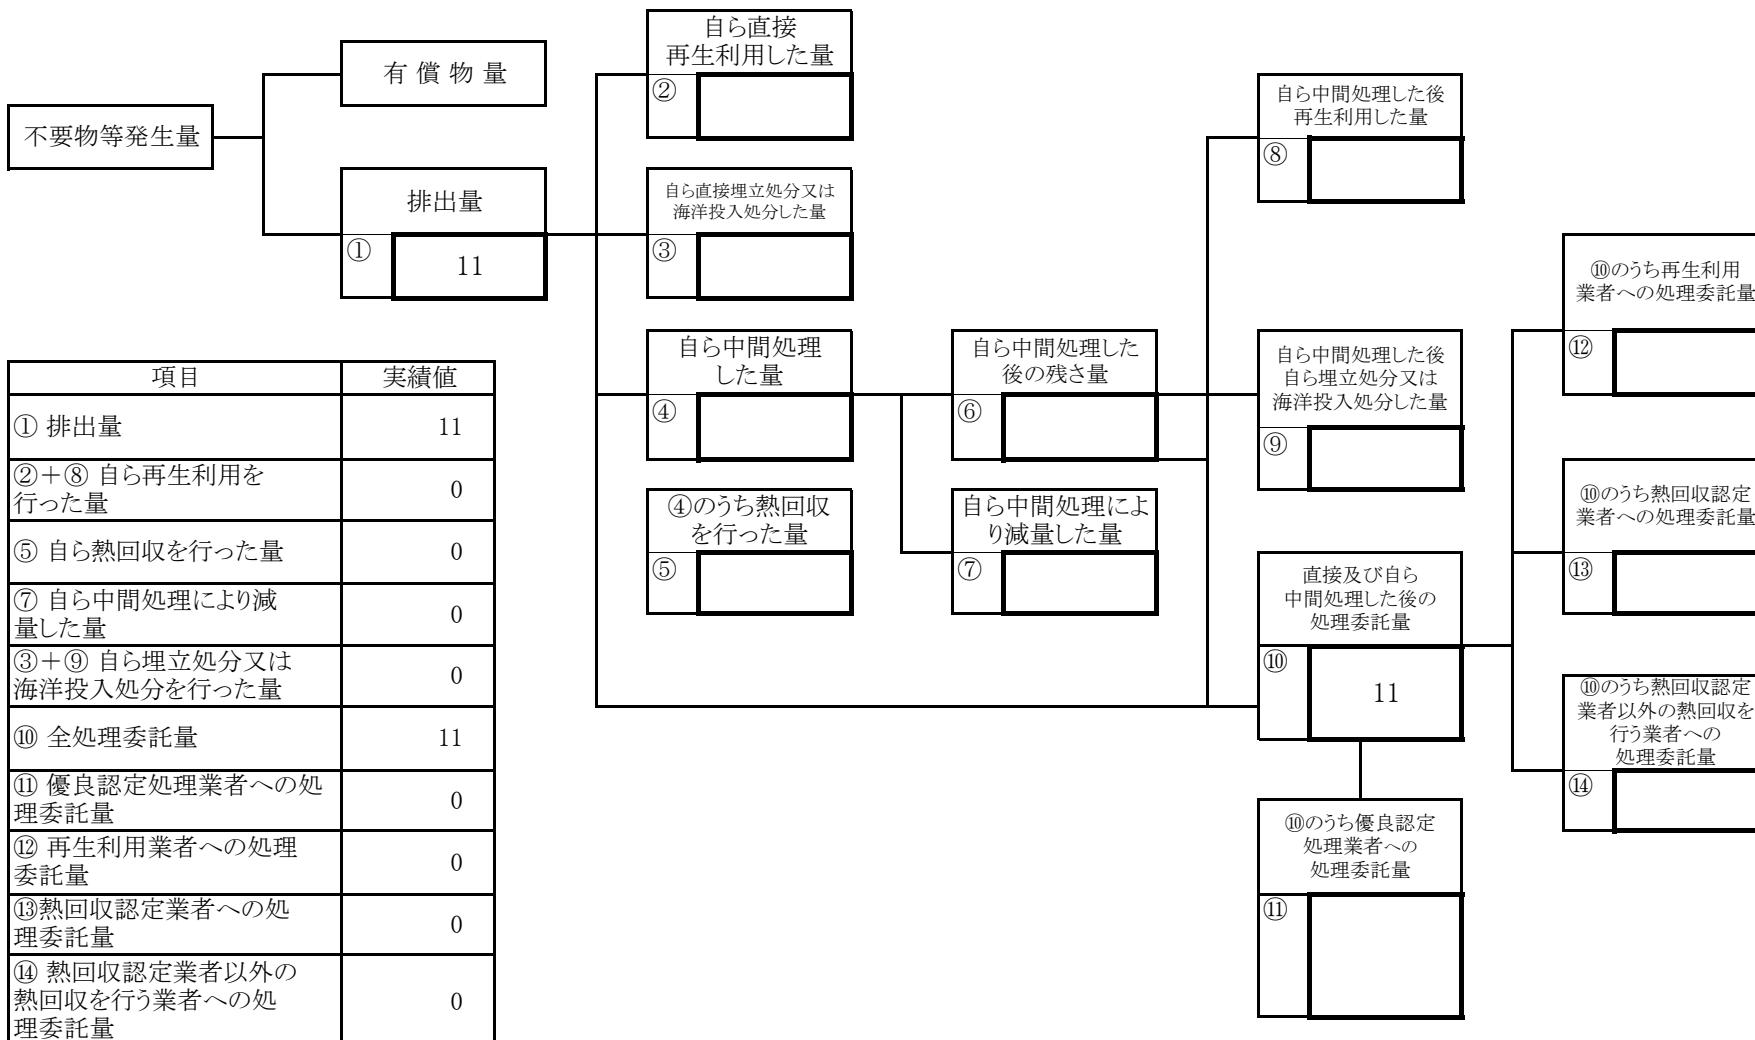 不要物等発生量
有 償 物 量
排出量
①
11
自ら直接
再生利用した量
②
自ら直接埋立処分又は
海洋投入処分した量
③
自ら中間処理
した量
④
④のうち熱回収
を行った量
⑤
自ら中間処理した
後の残さ量
⑥
自ら中間処理によ
り減量した量
⑦
自ら中間処理した後
再生利用した量
⑧
自ら中間処理した後
自ら埋立処分又は
海洋投入処分した量
⑨
直接及び自ら
中間処理した後の
処理委託量
⑩
11
⑩のうち優良認定
処理業者への
処理委託量
⑪
⑩のうち再生利用
業者への処理委託量
⑫
⑩のうち熱回収認定
業者への処理委託量
⑬
⑩のうち熱回収認定
業者以外の熱回収を
行う業者への
処理委託量
⑭
項目 実績値
① 排出量 11
②+⑧ 自ら再生利用を
行った量 0
⑤ 自ら熱回収を行った量 0
⑦ 自ら中間処理により減
量した量 0
③+⑨ 自ら埋立処分又は
海洋投入処分を行った量 0
⑩ 全処理委託量 11
⑪ 優良認定処理業者への処
理委託量 0
⑫ 再生利用業者への処理
委託量 0
⑬熱回収認定業者への処
理委託量 0
⑭ 熱回収認定業者以外の
熱回収を行う業者への処
理委託量 0